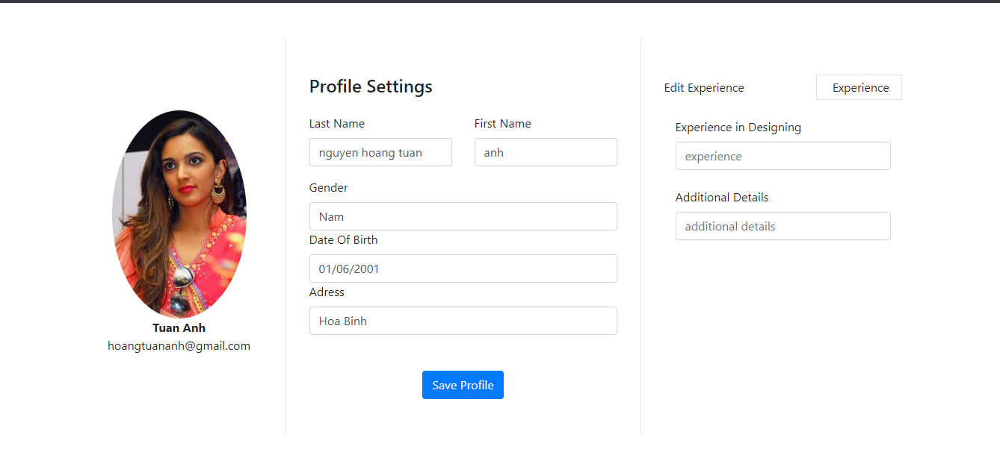 Tuan Anh
hoangtuananh@gmail.com
Profile Settings
Last Name First Name
nguyen hoang tuan anh
Gender
Nam
Date Of Birth
01/06/2001
Adress
Hoa Binh
Save Profile
Edit Experience Experience
Experience in Designing
experience
Additional Details
additional details